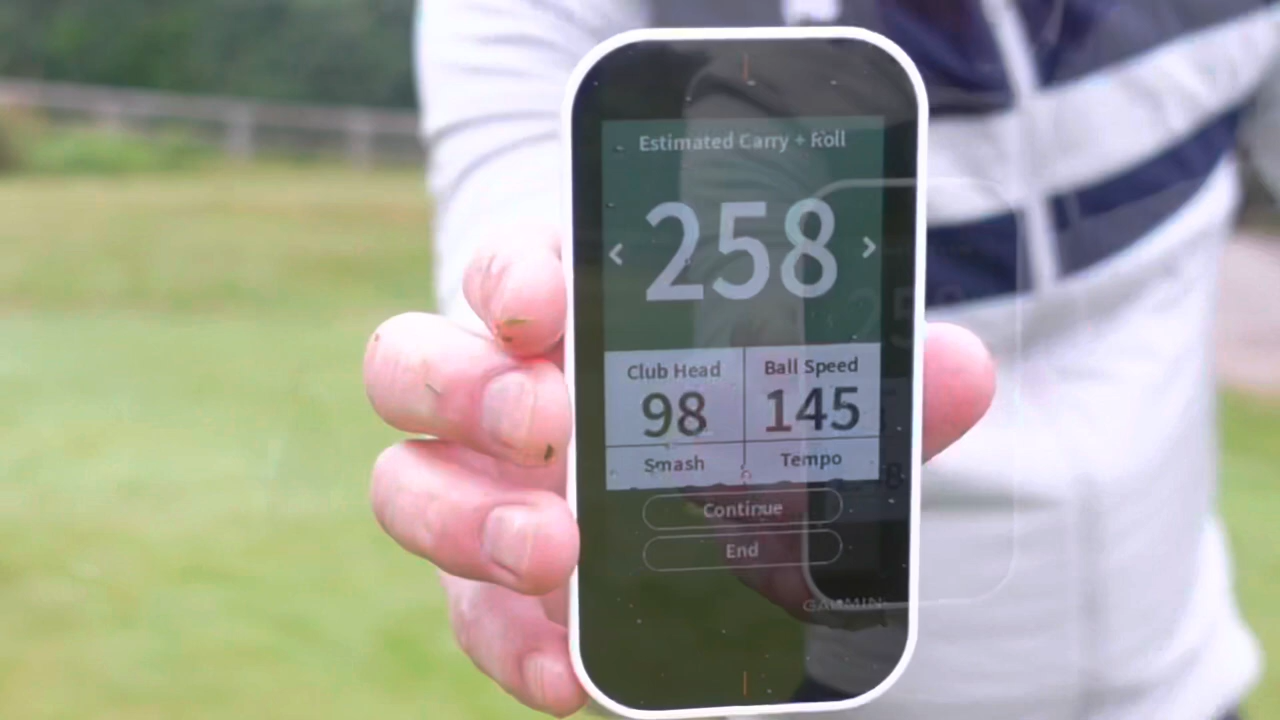 Estimated Carry + Roll
< 258 >
Club Head Ball Speed
98 145
Smash Tempo
Continue
End
GARMIN